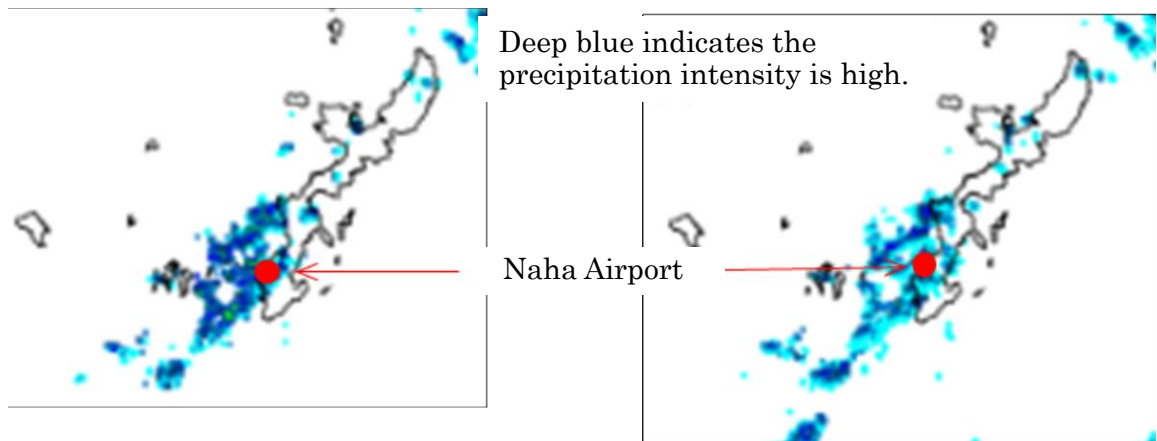 Deep blue indicates the
precipitation intensity is high.
Naha Airport